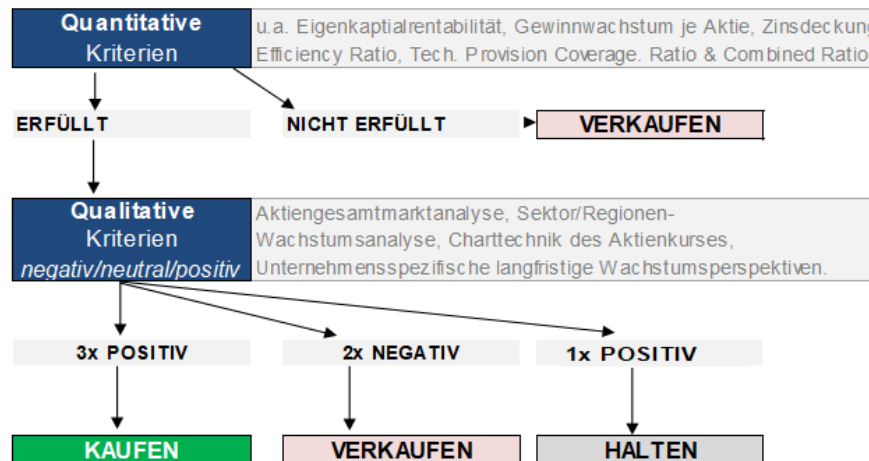 Quantitative
Kriterien
u.a. Eigenkaptialrentabilität, Gewinnwachstum je Aktie, Zinsdeckung
Efficiency Ratio, Tech. Provision Coverage. Ratio & Combined Ratio
ERFÜLLT
NICHT ERFÜLLT
VERKAUFEN
Qualitative
Kriterien
negativ/neutral/positiv
Aktiengesamtmarktanalyse, Sektor/Regionen-
Wachstumsanalyse, Charttechnik des Aktienkurses,
Unternehmensspezifische langfristige Wachstumsperspektiven.
3x POSITIV
2x NEGATIV
1x POSITIV
KAUFEN
VERKAUFEN
HALTEN